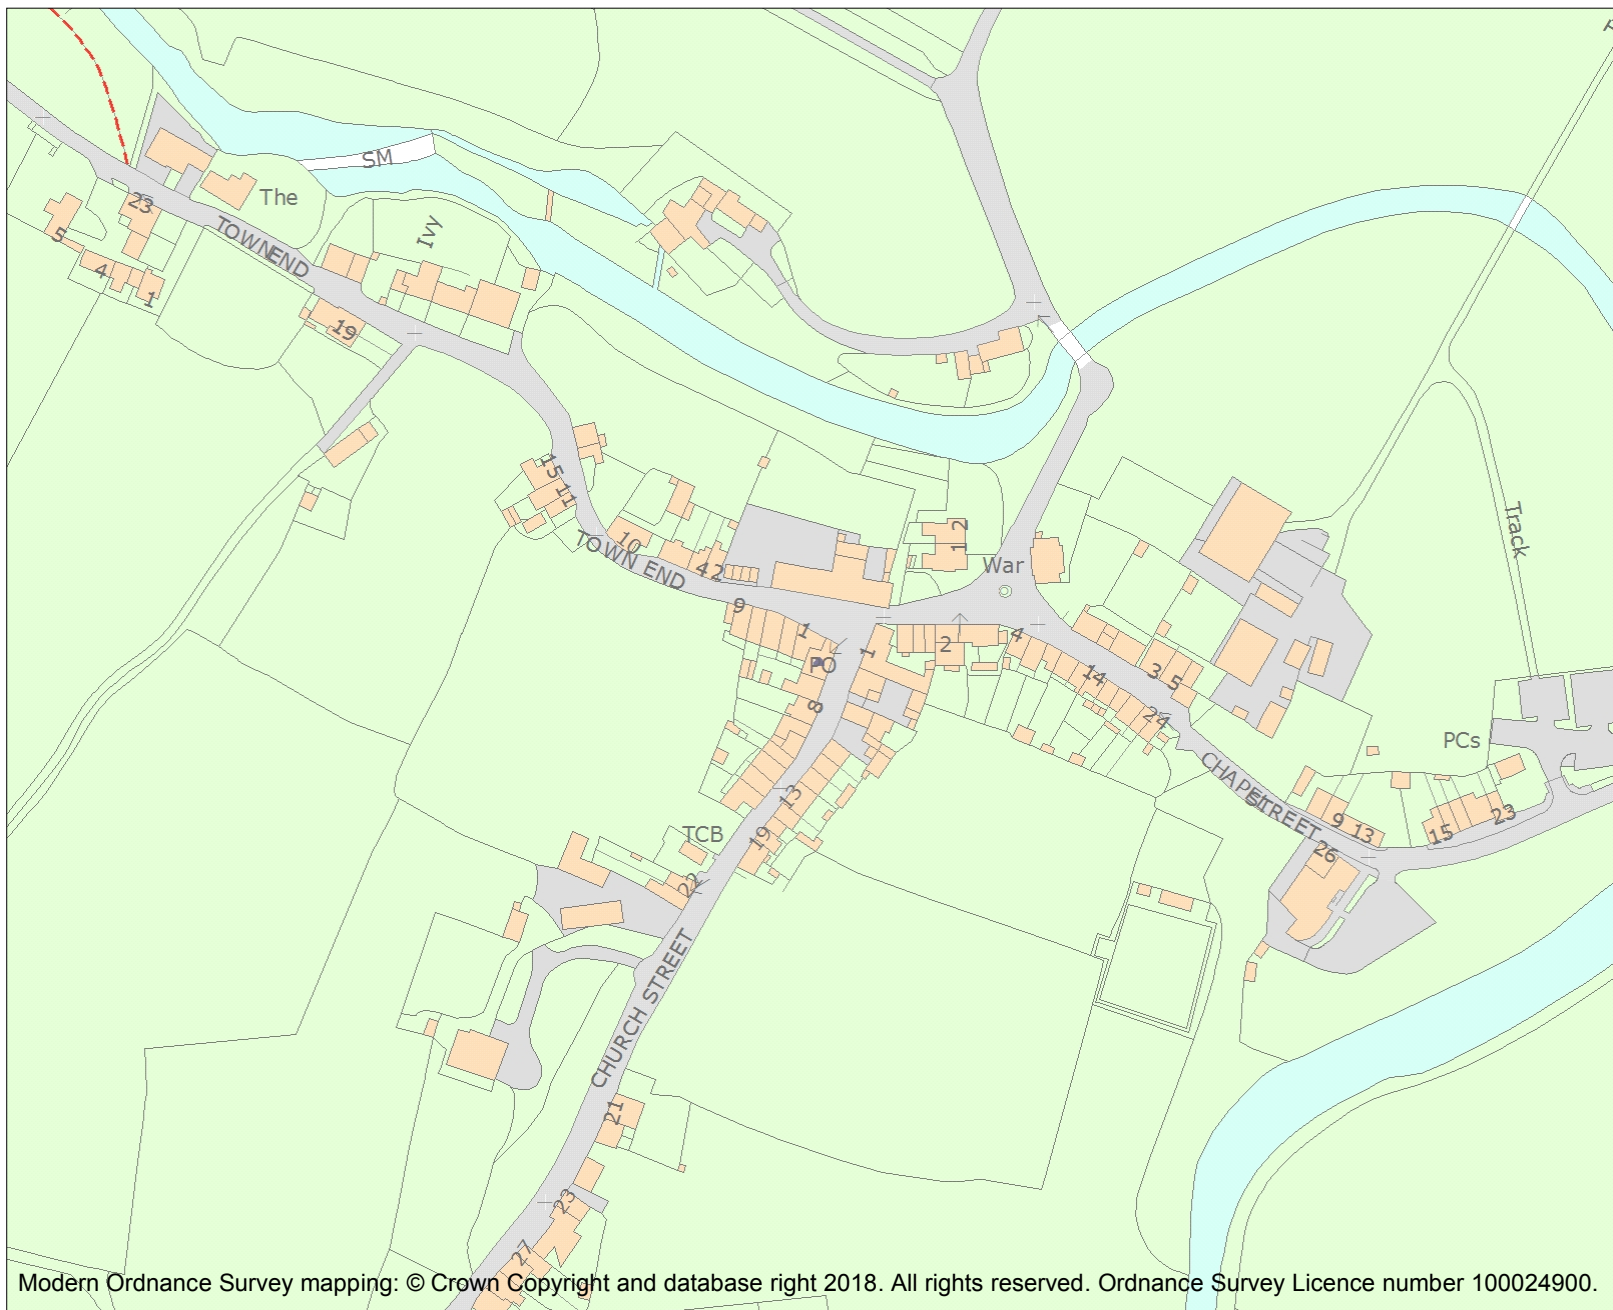 SM
The
23
TOWN END
Ivy
5
4
1
19
15
11
10
TOWN END
4
2
12
War
9
1
PO
1
2
4
14
3
5
24
8
Track
PCs
13
19
TCB
22
CHAPEL STREET
9
13
15
23
26
CHURCH STREET
21
23
27
Modern Ordnance Survey mapping: © Crown Copyright and database right 2018. All rights reserved. Ordnance Survey Licence number 100024900.